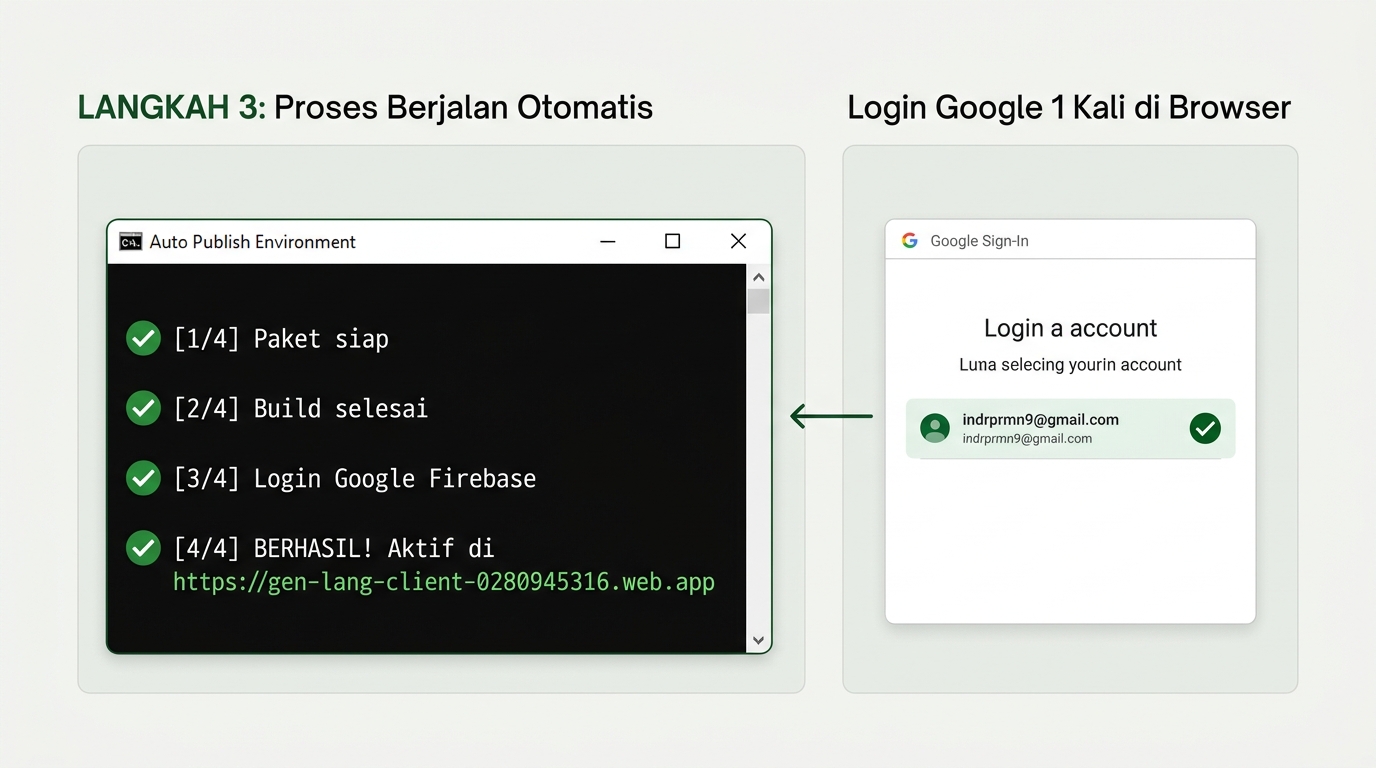 LANGKAH 3: Proses Berjalan Otomatis
Auto Publish Environment
[1/4] Paket siap
[2/4] Build selesai
[3/4] Login Google Firebase
[4/4] BERHASIL! Aktif di
https://gen-lang-client-0280945316.web.app
Login Google 1 Kali di Browser
Google Sign-In
Login a account
Luna selecing yourin account
indrprmn9@gmail.com
indrprmn9@gmail.com